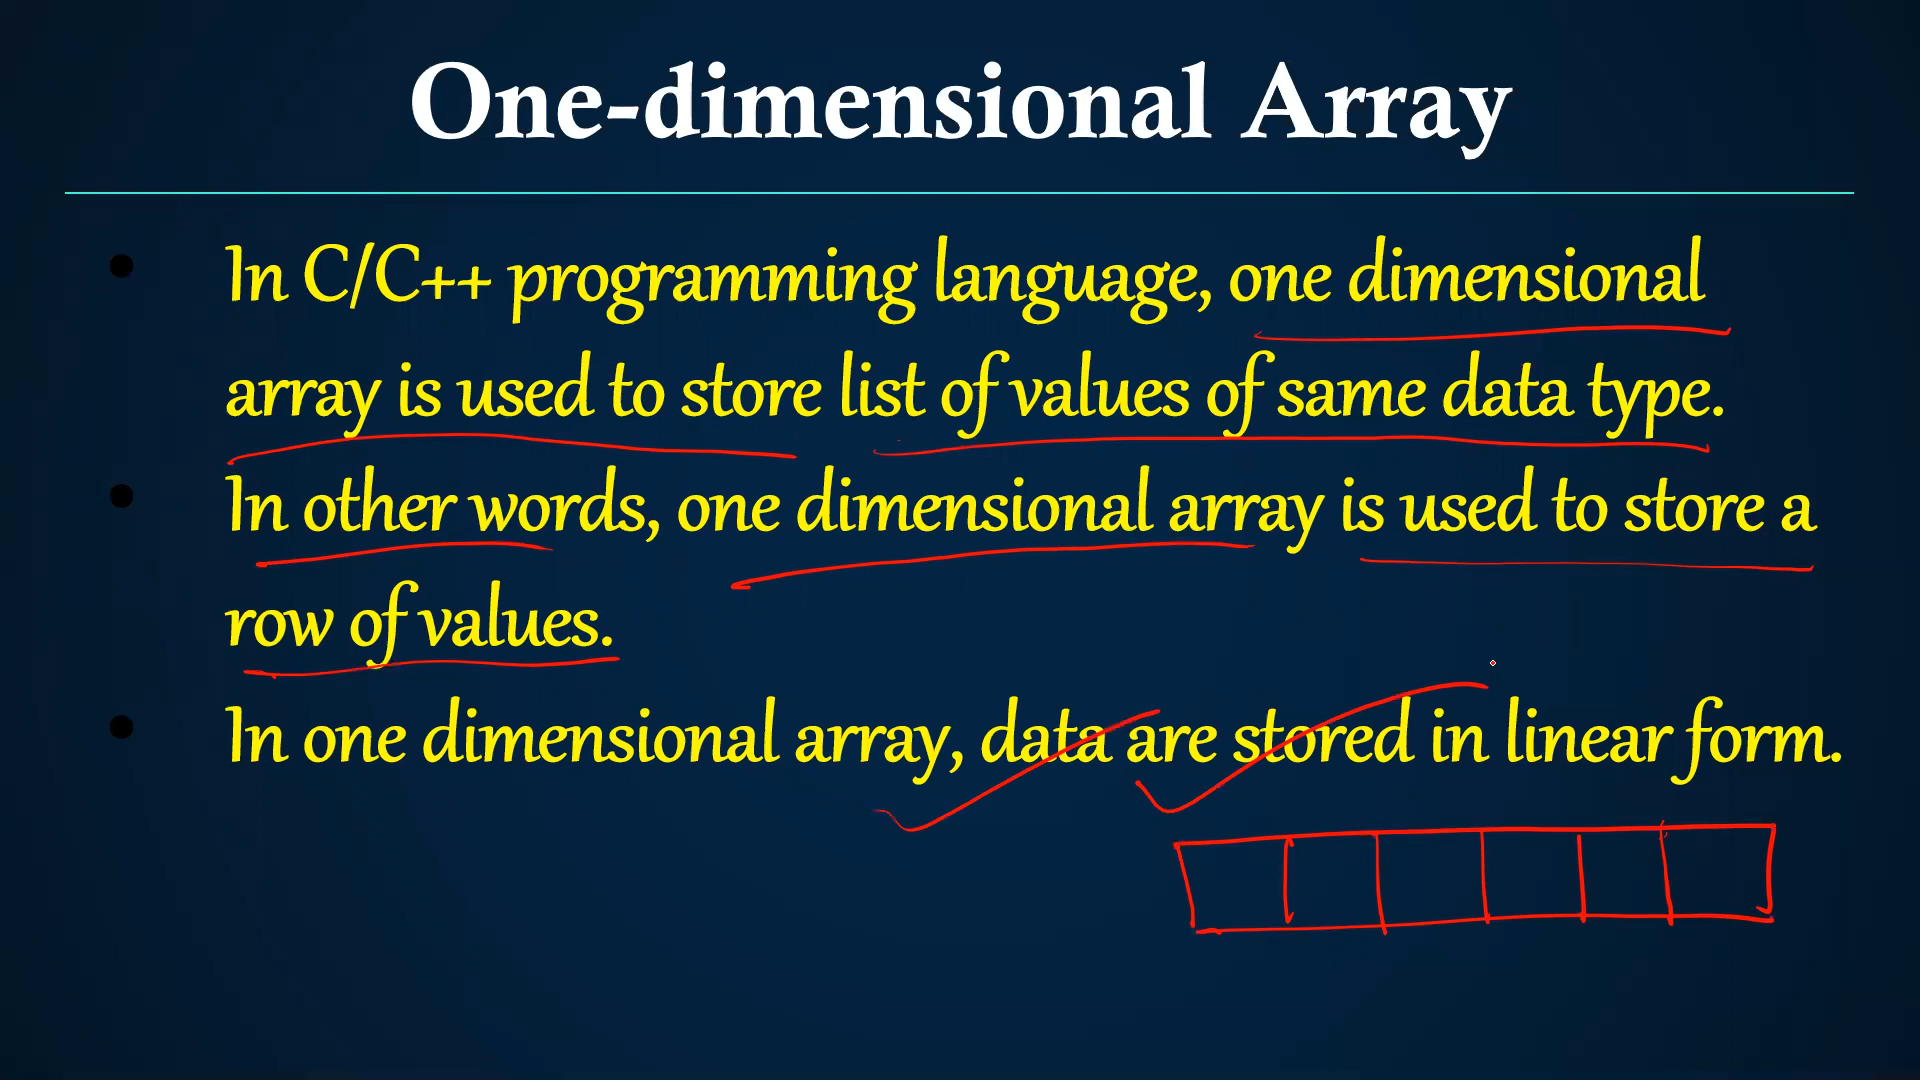 One-dimensional Array
• In C/C++ programming language, one dimensional
array is used to store list of values of same data type.
• In other words, one dimensional array is used to store a
row of values.
• In one dimensional array, data are stored in linear form.